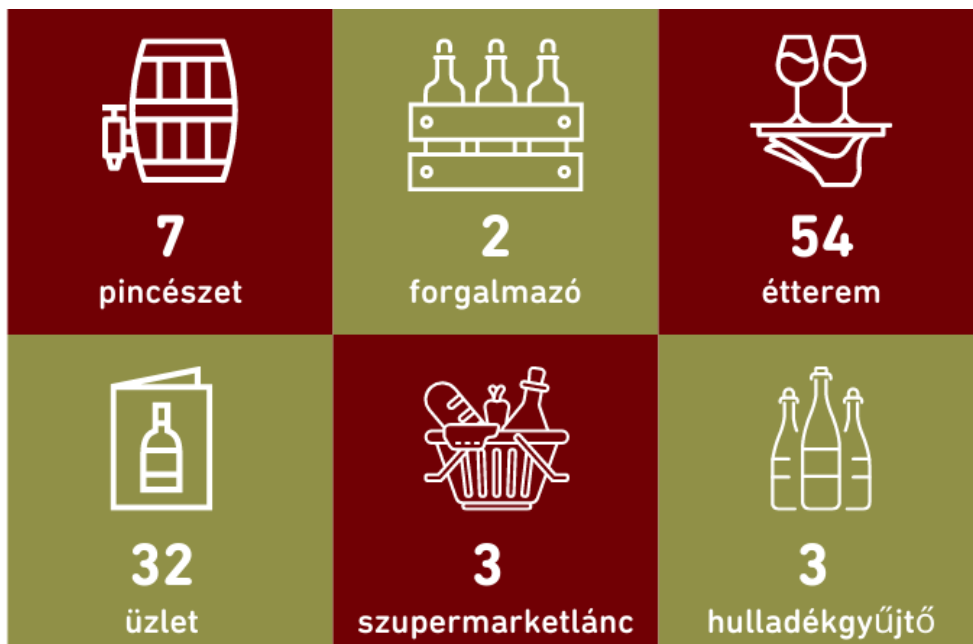 7
pincészet
2
forgalmazó
54
étterem
32
üzlet
3
szupermarketlánc
3
hulladékgyűjtő